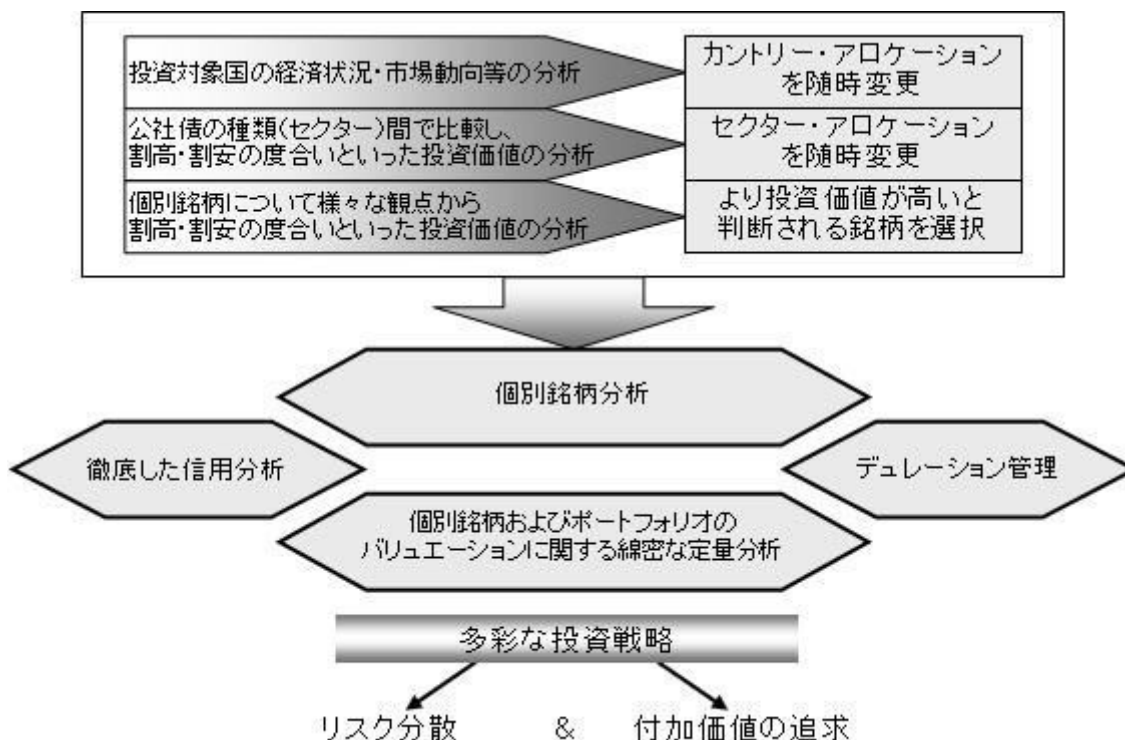 投資対象国の経済状況・市場動向等の分析
カントリー・アロケーション
を随時変更
公社債の種類(セクター)間で比較し、
割高・割安の度合いといった投資価値の分析
セクター・アロケーション
を随時変更
個別銘柄について様々な観点から
割高・割安の度合いといった投資価値の分析
より投資価値が高いと
判断される銘柄を選択
個別銘柄分析
徹底した信用分析
デュレーション管理
個別銘柄およびポートフォリオの
バリュエーションに関する綿密な定量分析
多彩な投資戦略
リスク分散 & 付加価値の追求